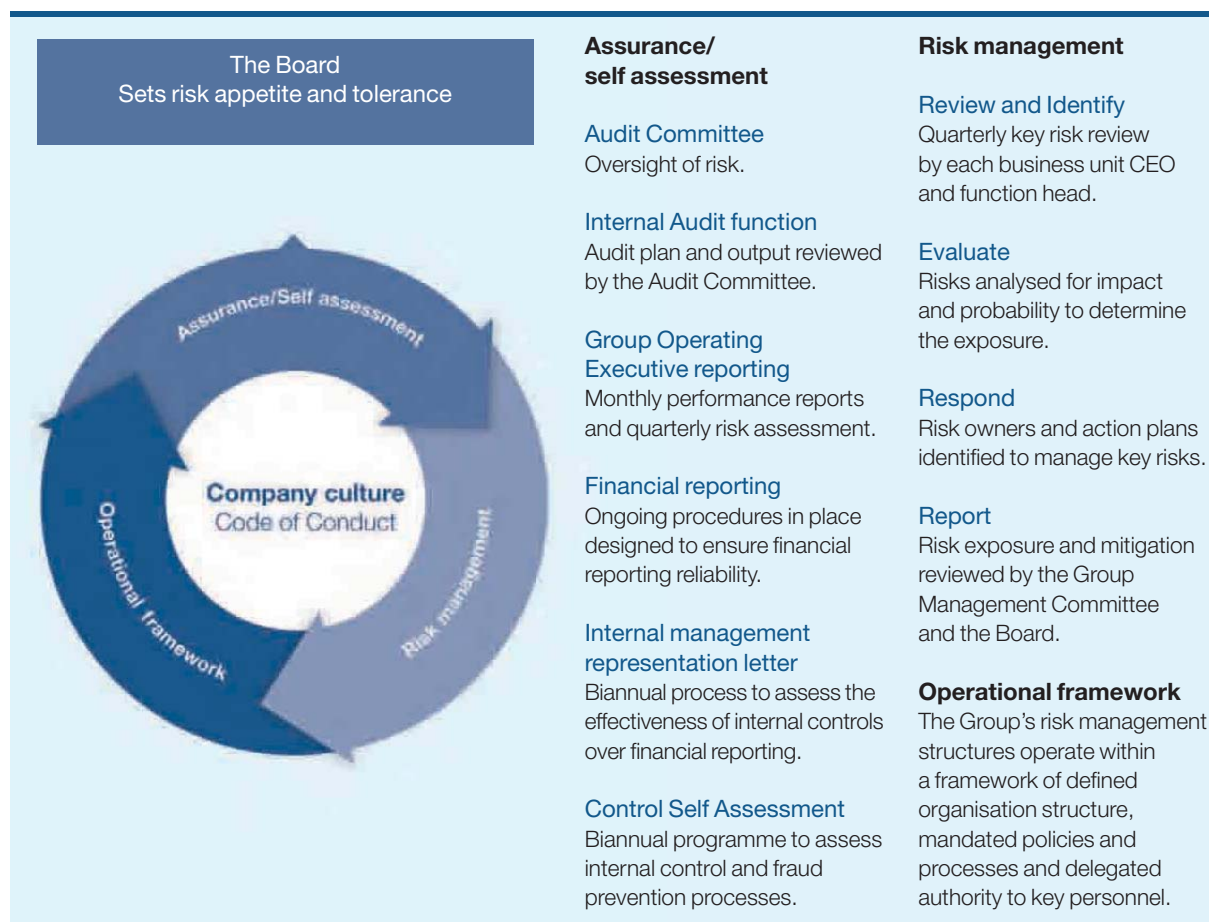 The Board
Sets risk appetite and tolerance
Assurance/Self assessment
Risk management
Operational framework
Company culture
Code of Conduct
Assurance/
self assessment
Audit Committee
Oversight of risk.
Internal Audit function
Audit plan and output reviewed
by the Audit Committee.
Group Operating
Executive reporting
Monthly performance reports
and quarterly risk assessment.
Financial reporting
Ongoing procedures in place
designed to ensure financial
reporting reliability.
Internal management
representation letter
Biannual process to assess the
effectiveness of internal controls
over financial reporting.
Control Self Assessment
Biannual programme to assess
internal control and fraud
prevention processes.
Risk management
Review and Identify
Quarterly key risk review
by each business unit CEO
and function head.
Evaluate
Risks analysed for impact
and probability to determine
the exposure.
Respond
Risk owners and action plans
identified to manage key risks.
Report
Risk exposure and mitigation
reviewed by the Group
Management Committee
and the Board.
Operational framework
The Group’s risk management
structures operate within
a framework of defined
organisation structure,
mandated policies and
processes and delegated
authority to key personnel.